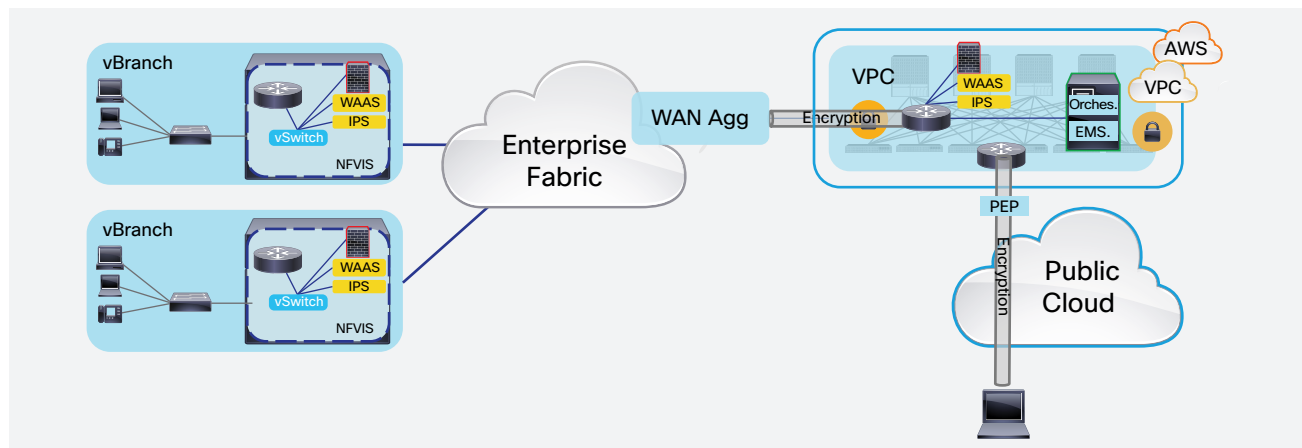 vBranch
WAAS
IPS
vSwitch
NFVIS
vBranch
WAAS
IPS
vSwitch
NFVIS
Enterprise
Fabric
WAN Agg
Encryption
VPC
WAAS
IPS
Orches.
EMS.
AWS
VPC
PEP
Encryption
Public
Cloud